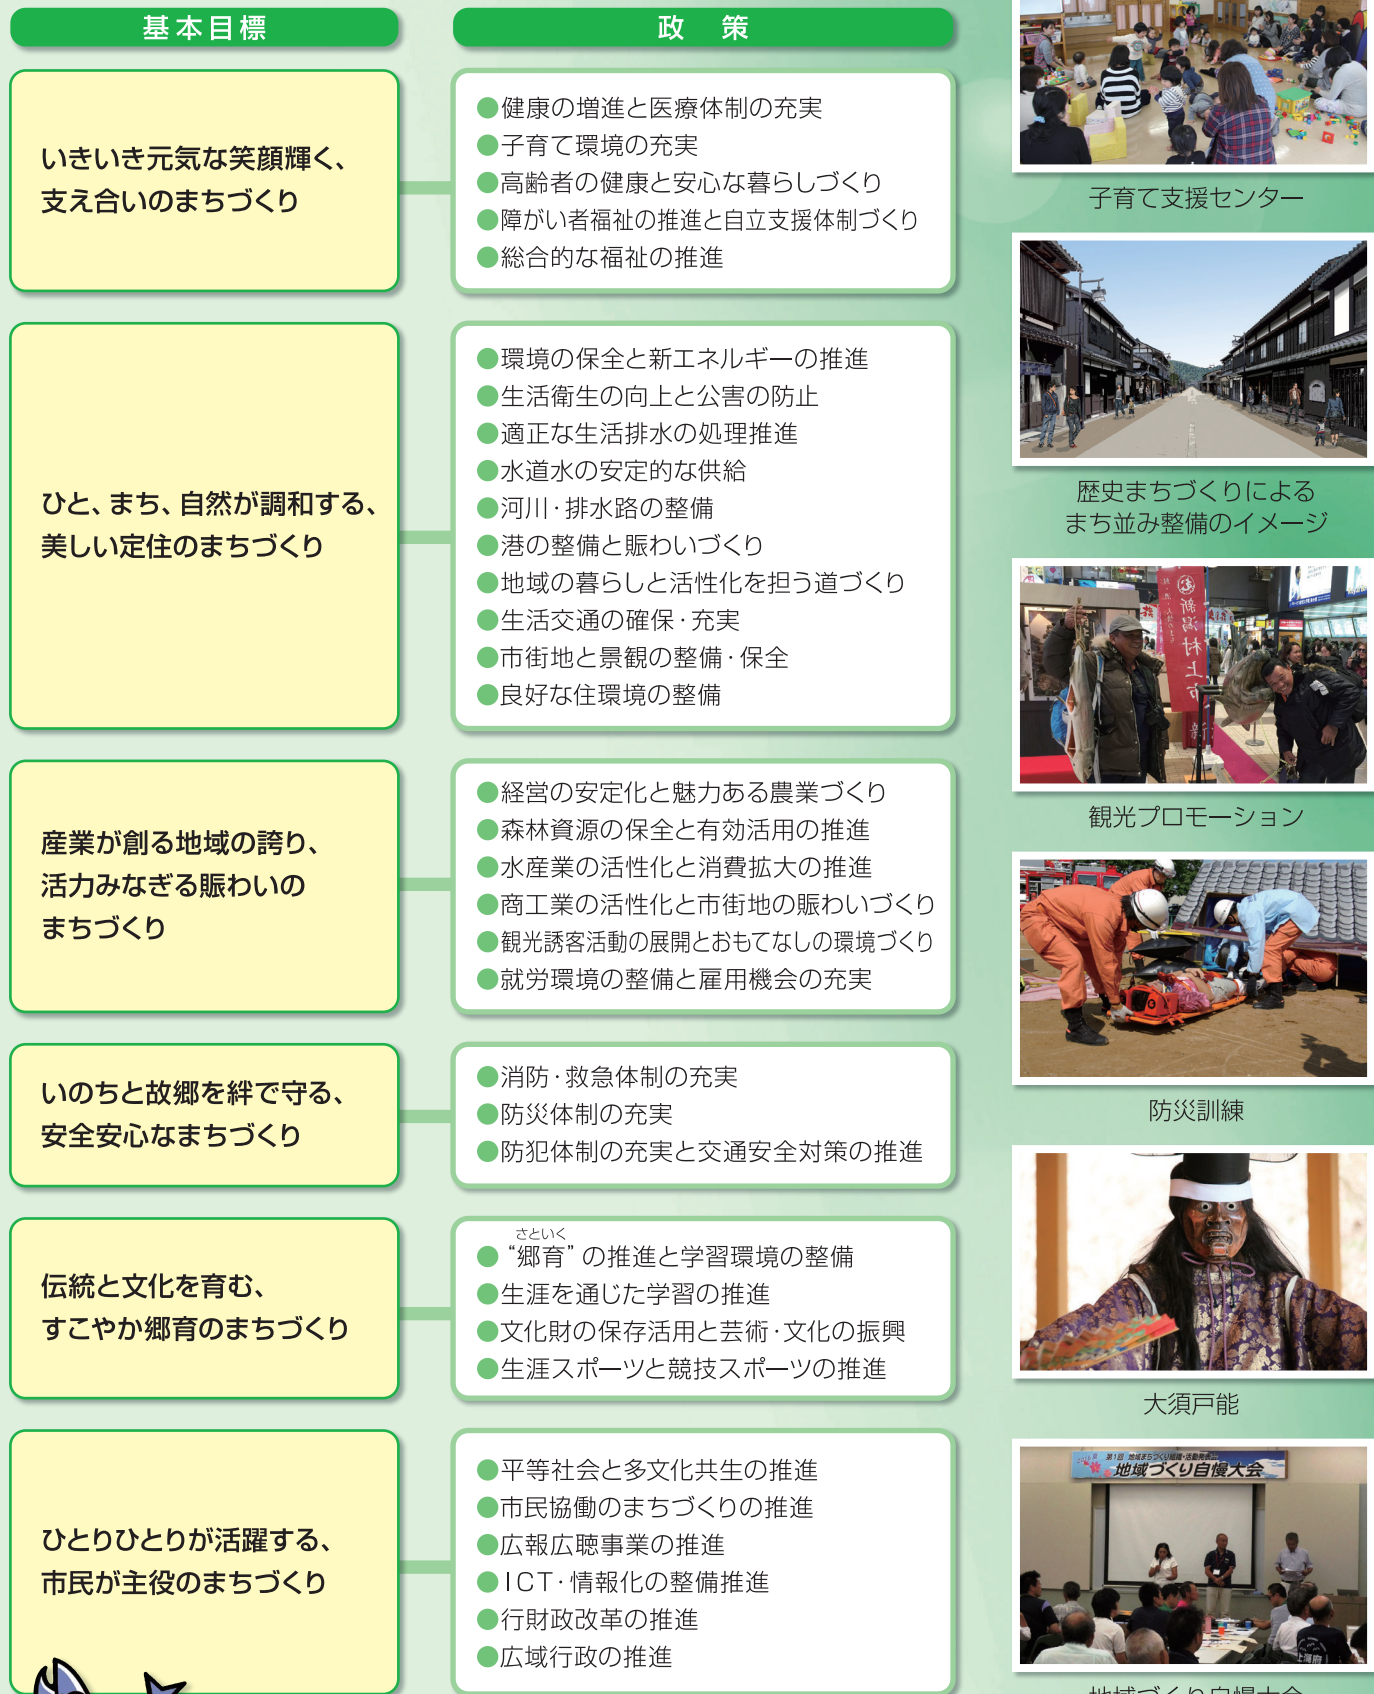 基本目標
政　策
いきいき元気な笑顔輝く、
支え合いのまちづくり
●健康の増進と医療体制の充実
●子育て環境の充実
●高齢者の健康と安心な暮らしづくり
●障がい者福祉の推進と自立支援体制づくり
●総合的な福祉の推進
ひと、まち、自然が調和する、
美しい定住のまちづくり
●環境の保全と新エネルギーの推進
●生活衛生の向上と公害の防止
●適正な生活排水の処理推進
●水道水の安定的な供給
●河川・排水路の整備
●港の整備と賑わいづくり
●地域の暮らしと活性化を担う道づくり
●生活交通の確保・充実
●市街地と景観の整備・保全
●良好な住環境の整備
産業が創る地域の誇り、
活力みなぎる賑わいの
まちづくり
●経営の安定化と魅力ある農業づくり
●森林資源の保全と有効活用の推進
●水産業の活性化と消費拡大の推進
●商工業の活性化と市街地の賑わいづくり
●観光誘客活動の展開とおもてなしの環境づくり
●就労環境の整備と雇用機会の充実
いのちと故郷を絆で守る、
安全安心なまちづくり
●消防・救急体制の充実
●防災体制の充実
●防犯体制の充実と交通安全対策の推進
伝統と文化を育む、
すこやか郷育のまちづくり
さといく
●“郷育”の推進と学習環境の整備
●生涯を通じた学習の推進
●文化財の保存活用と芸術・文化の振興
●生涯スポーツと競技スポーツの推進
ひとりひとりが活躍する、
市民が主役のまちづくり
●平等社会と多文化共生の推進
●市民協働のまちづくりの推進
●広報広聴事業の推進
●ICT・情報化の整備推進
●行財政改革の推進
●広域行政の推進
子育て支援センター
歴史まちづくりによる
まち並み整備のイメージ
新潟村上市
観光プロモーション
防災訓練
大須戸能
第1回 地域まちづくり組織・活動発表会
地域づくり自慢大会
地域づくり自慢大会